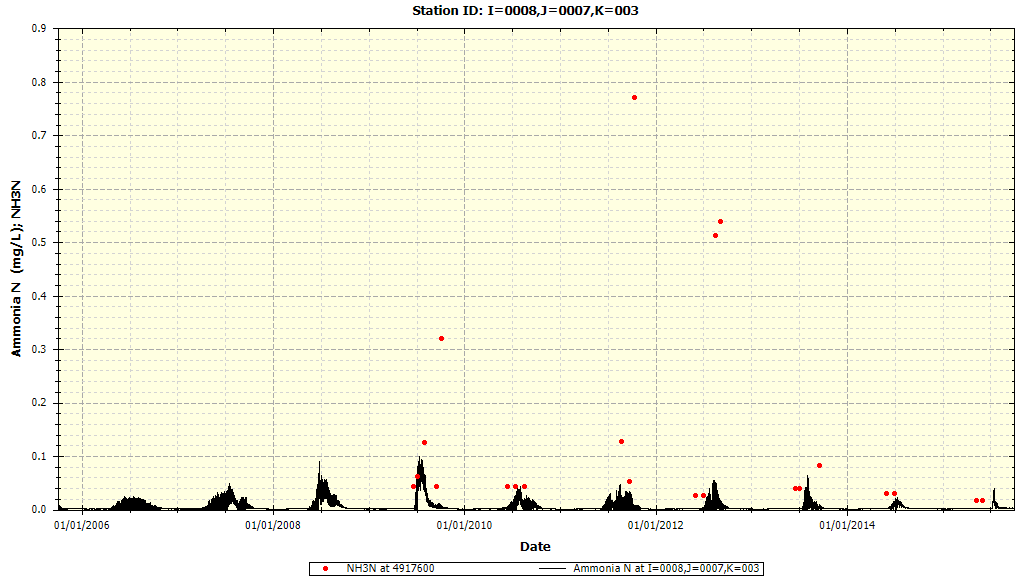 Station ID: I=0008,J=0007,K=003
Ammonia N (mg/L); NH3N
0.9
0.8
0.7
0.6
0.5
0.4
0.3
0.2
0.1
0.0
01/01/2006 01/01/2008 01/01/2010 01/01/2012 01/01/2014
Date
NH3N at 4917600 Ammonia N at I=0008,J=0007,K=003